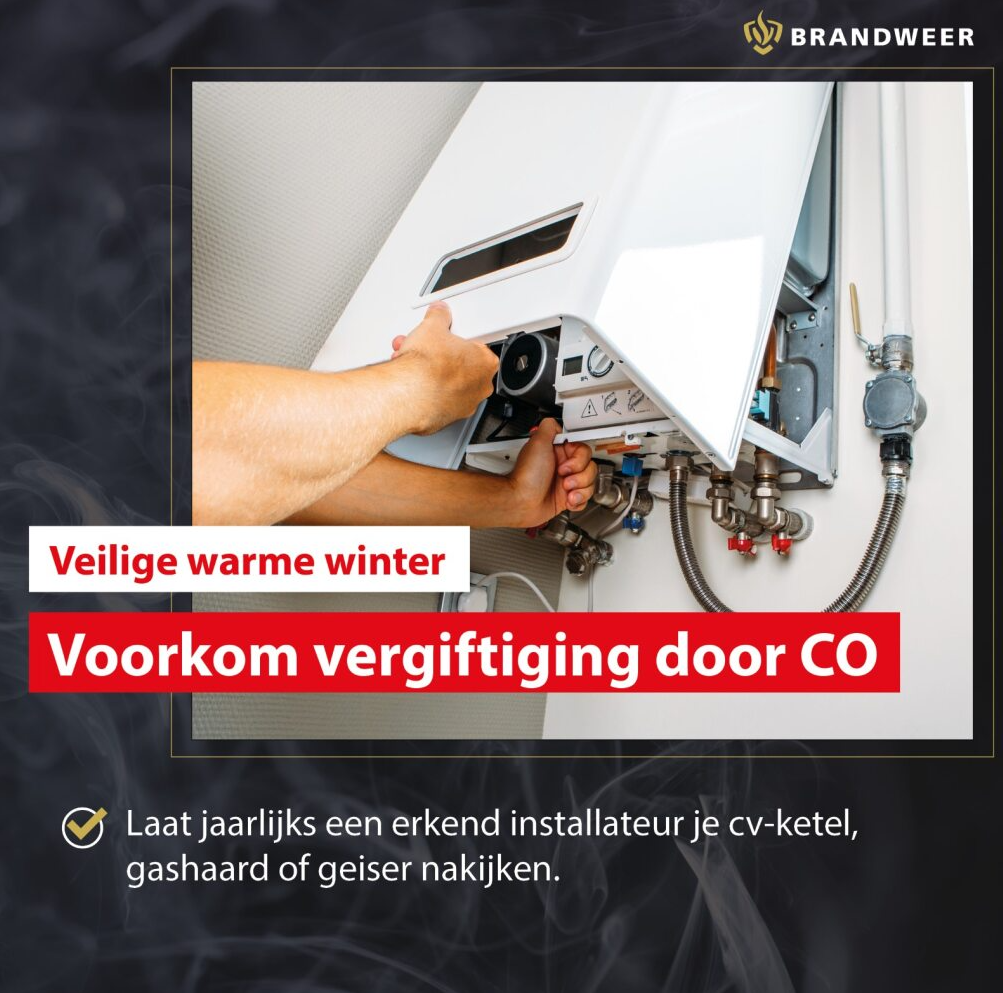 BRANDWEER
Veilige warme winter
Voorkom vergiftiging door CO
Laat jaarlijks een erkend installateur je cv-ketel,
gashaard of geiser nakijken.